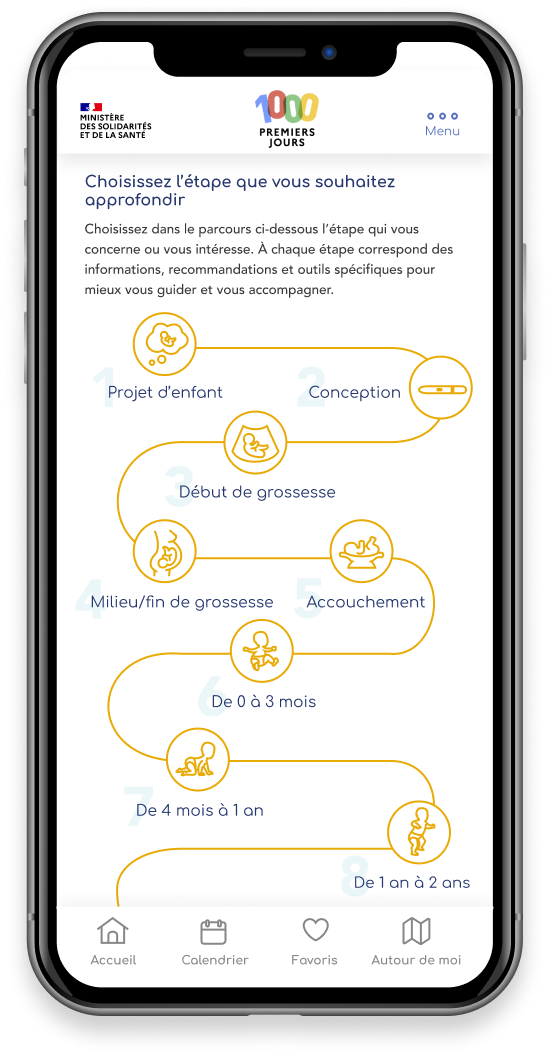 MINISTÈRE
DES SOLIDARITÉS
ET DE LA SANTÉ
1000
PREMIERS
JOURS
Menu
Choisissez l'étape que vous souhaitez
approfondir
Choisissez dans le parcours ci-dessous l'étape qui vous
concerne ou vous intéresse. À chaque étape correspond des
informations, recommandations et outils spécifiques pour
mieux vous guider et vous accompagner.
1 Projet d'enfant
2 Conception
3 Début de grossesse
4 Milieu/fin de grossesse
5 Accouchement
6 De 0 à 3 mois
7 De 4 mois à 1 an
8 De 1 an à 2 ans
Accueil
Calendrier
Favoris
Autour de moi